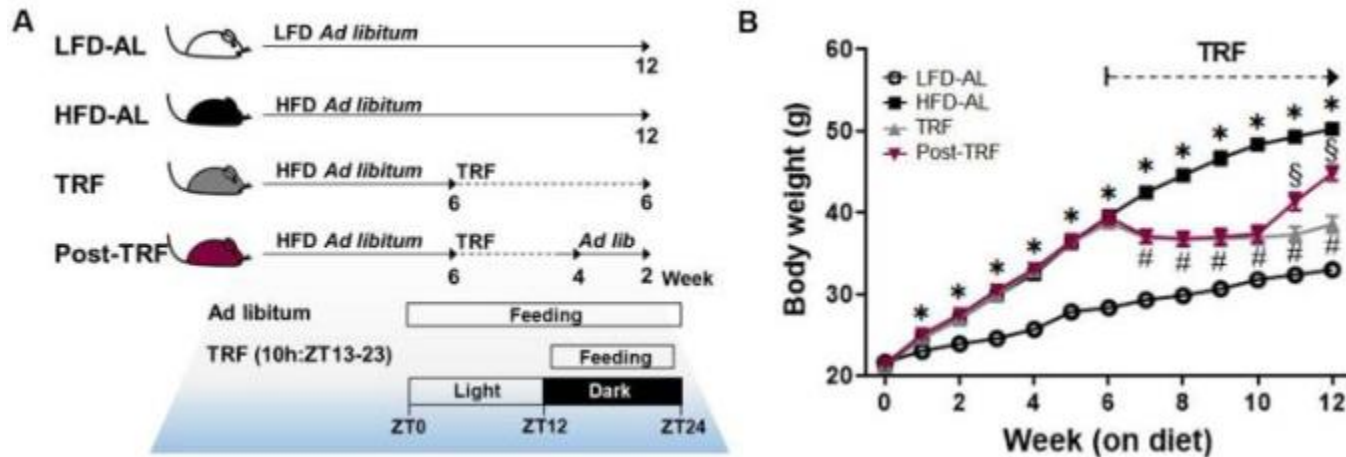 A
LFD-AL
LFD Ad libitum
12
HFD-AL
HFD Ad libitum
12
TRF
HFD Ad libitum
TRF
6
6
Post-TRF
HFD Ad libitum
TRF
Ad lib
6
4
2
Week
Ad libitum
Feeding
TRF (10h:ZT13-23)
Feeding
Light
Dark
ZT0
ZT12
ZT24
B
TRF
LFD-AL
HFD-AL
TRF
Post-TRF
Body weight (g)
60
50
40
30
20
* * * * * * * * * * * *
§ §
# # # # # #
0 2 4 6 8 10 12
Week (on diet)